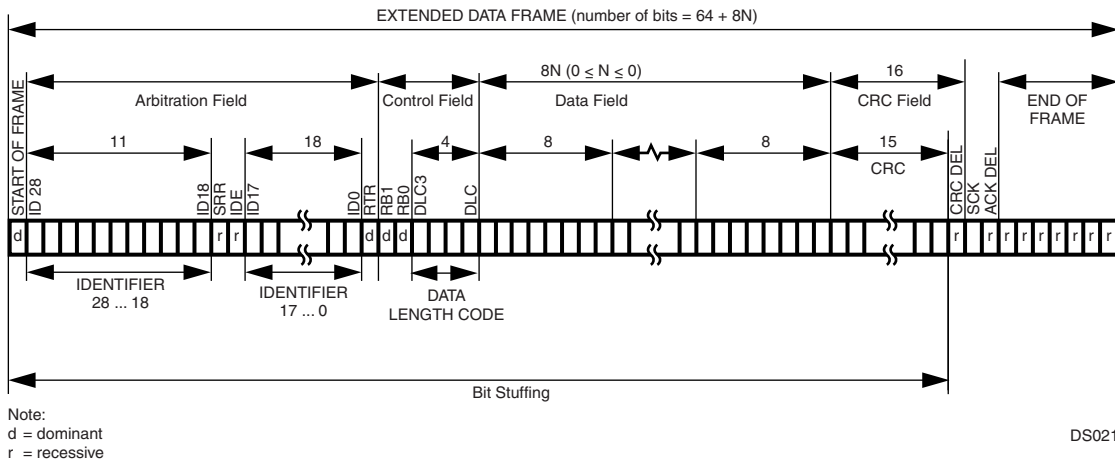 EXTENDED DATA FRAME (number of bits = 64 + 8N)
8N (0 ≤ N ≤ 0)
16
Arbitration Field
Control Field
Data Field
CRC Field
END OF
FRAME
11
18
4
8
8
15
CRC
START OF FRAME
ID 28
ID18
SRR
IDE
ID17
ID0
RTR
RB1
RB0
DLC3
DLC
CRC DEL
SCK
ACK DEL
d r r d d d r r r r r r r r r
IDENTIFIER
28 ... 18
IDENTIFIER
17 ... 0
DATA
LENGTH CODE
Bit Stuffing
Note:
d = dominant
r = recessive
DS021